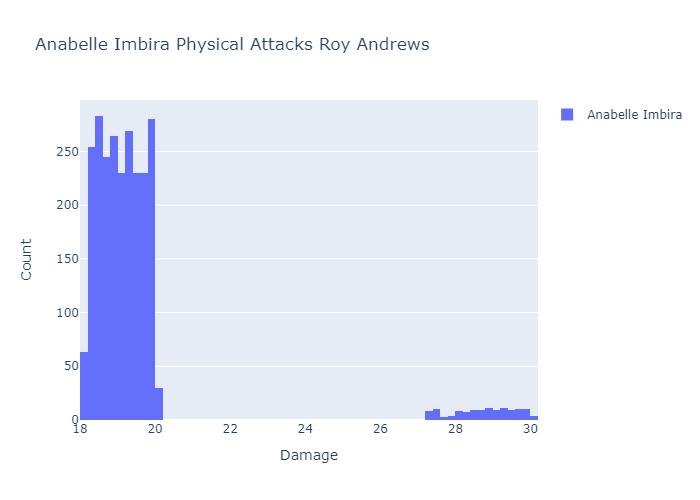 Anabelle Imbira Physical Attacks Roy Andrews
Anabelle Imbira
250
200
150
100
50
0
Count
18 20 22 24 26 28 30
Damage